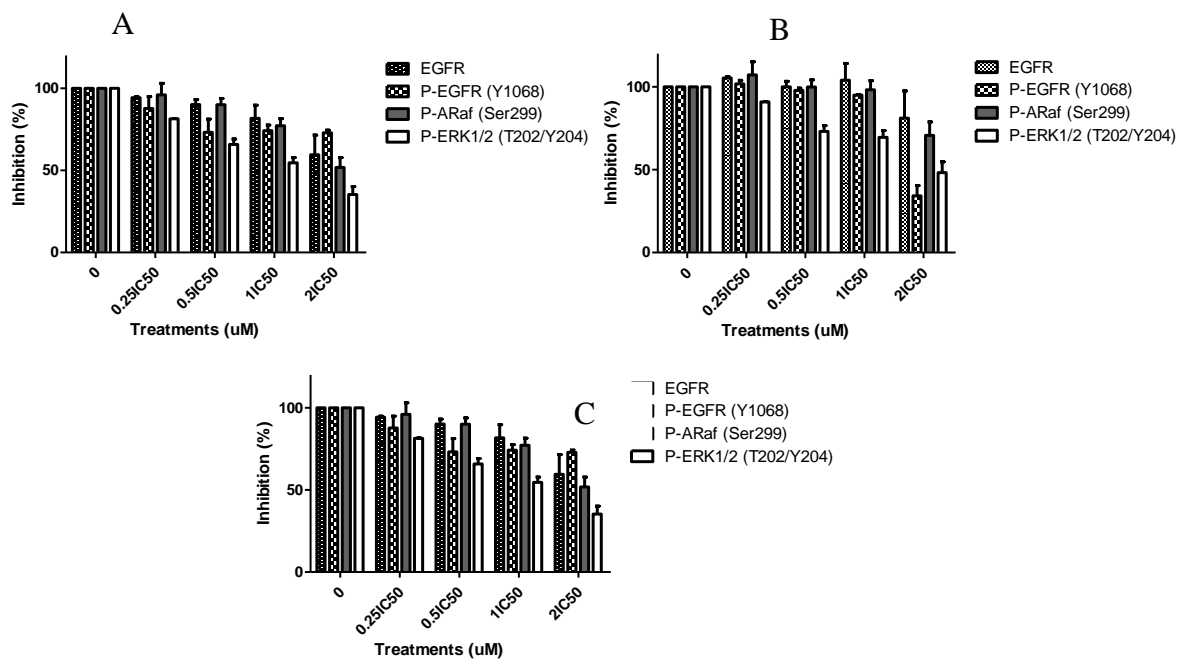 A
Inhibition (%)
100
50
0
0
0.25IC50
0.5IC50
1IC50
2IC50
Treatments (uM)
EGFR
P-EGFR (Y1068)
P-ARaf (Ser299)
P-ERK1/2 (T202/Y204)
B
Inhibition (%)
100
50
0
0
0.25IC50
0.5IC50
1IC50
2IC50
Treatments (uM)
EGFR
P-EGFR (Y1068)
P-ARaf (Ser299)
P-ERK1/2 (T202/Y204)
C
Inhibition (%)
100
50
0
0
0.25IC50
0.5IC50
1IC50
2IC50
Treatments (uM)
EGFR
P-EGFR (Y1068)
P-ARaf (Ser299)
P-ERK1/2 (T202/Y204)